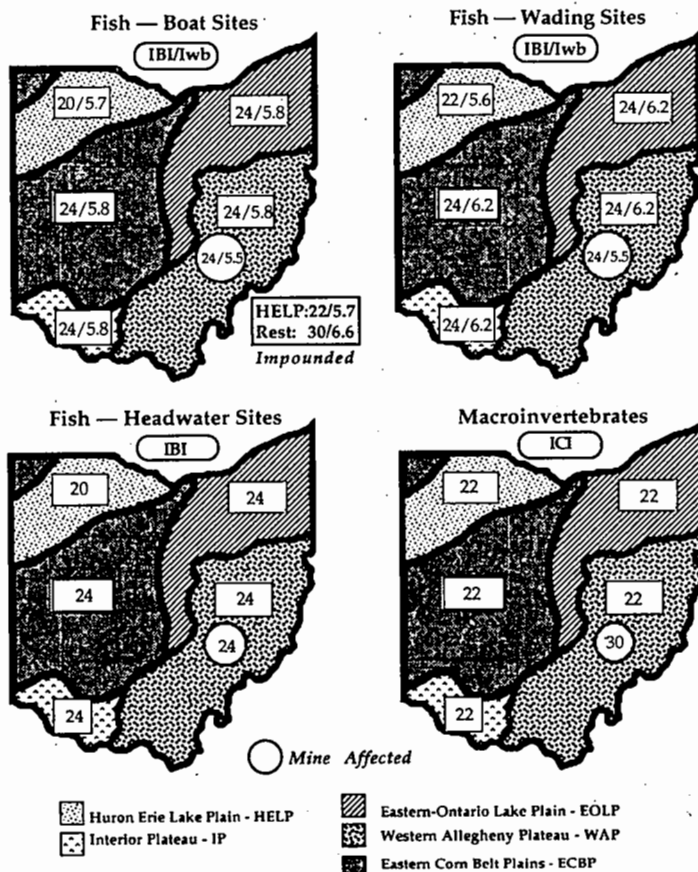 Fish — Boat Sites
IBI/Iwb
20/5.7
24/5.8
24/5.8
24/5.8
24/5.5
24/5.8
HELP:22/5.7
Rest: 30/6.6
Impounded
Fish — Wading Sites
IBI/Iwb
22/5.6
24/6.2
24/6.2
24/6.2
24/5.5
24/6.2
Fish — Headwater Sites
IBI
20
24
24
24
24
24
Macroinvertebrates
ICI
22
22
22
22
30
22
Mine Affected
Huron Erie Lake Plain - HELP
Interior Plateau - IP
Eastern-Ontario Lake Plain - EOLP
Western Allegheny Plateau - WAP
Eastern Corn Belt Plains - ECBP